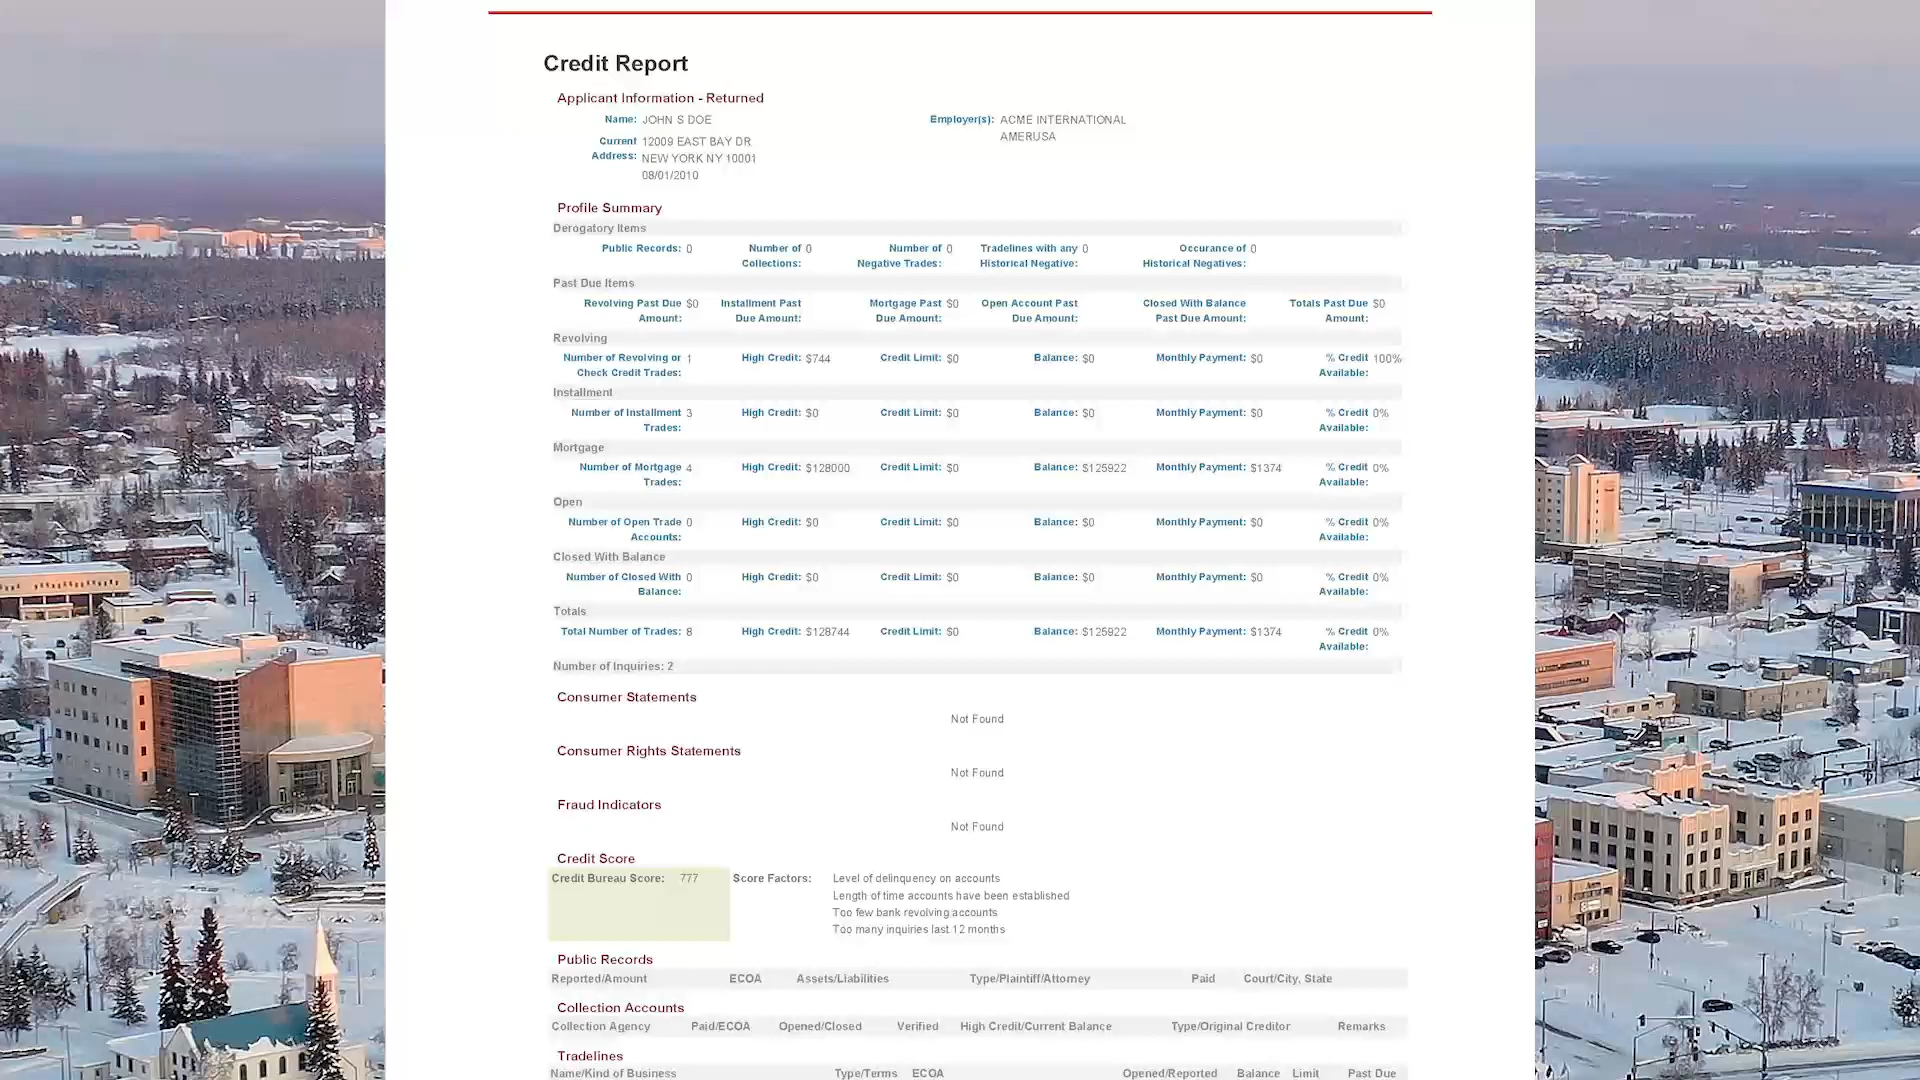 Credit Report
Applicant Information - Returned
Name: JOHN S DOE
Employer(s): ACME INTERNATIONAL
AMERUSA
Current Address: 12009 EAST BAY DR
NEW YORK NY 10001
08/01/2010
Profile Summary
Derogatory Items
Public Records: 0 Number of Collections: 0 Number of Negative Trades: 0 Tradelines with any Historical Negative: 0 Occurance of Historical Negatives: 0
Past Due Items
Revolving Past Due Amount: $0 Installment Past Due Amount: Mortgage Past Due Amount: $0 Open Account Past Due Amount: Closed With Balance Past Due Amount: Totals Past Due Amount: $0
Revolving
Number of Revolving or Check Credit Trades: 1 High Credit: $744 Credit Limit: $0 Balance: $0 Monthly Payment: $0 % Credit Available: 100%
Installment
Number of Installment Trades: 3 High Credit: $0 Credit Limit: $0 Balance: $0 Monthly Payment: $0 % Credit Available: 0%
Mortgage
Number of Mortgage Trades: 4 High Credit: $128000 Credit Limit: $0 Balance: $125922 Monthly Payment: $1374 % Credit Available: 0%
Open
Number of Open Trade Accounts: 0 High Credit: $0 Credit Limit: $0 Balance: $0 Monthly Payment: $0 % Credit Available: 0%
Closed With Balance
Number of Closed With Balance: 0 High Credit: $0 Credit Limit: $0 Balance: $0 Monthly Payment: $0 % Credit Available: 0%
Totals
Total Number of Trades: 8 High Credit: $128744 Credit Limit: $0 Balance: $125922 Monthly Payment: $1374 % Credit Available: 0%
Number of Inquiries: 2
Consumer Statements
Not Found
Consumer Rights Statements
Not Found
Fraud Indicators
Not Found
Credit Score
Credit Bureau Score: 777 Score Factors: Level of delinquency on accounts
Length of time accounts have been established
Too few bank revolving accounts
Too many inquiries last 12 months
Public Records
Reported/Amount ECOA Assets/Liabilities Type/Plaintiff/Attorney Paid Court/City, State
Collection Accounts
Collection Agency Paid/ECOA Opened/Closed Verified High Credit/Current Balance Type/Original Creditor Remarks
Tradelines
Name/Kind of Business Type/Terms ECOA Opened/Reported Balance Limit Past Due